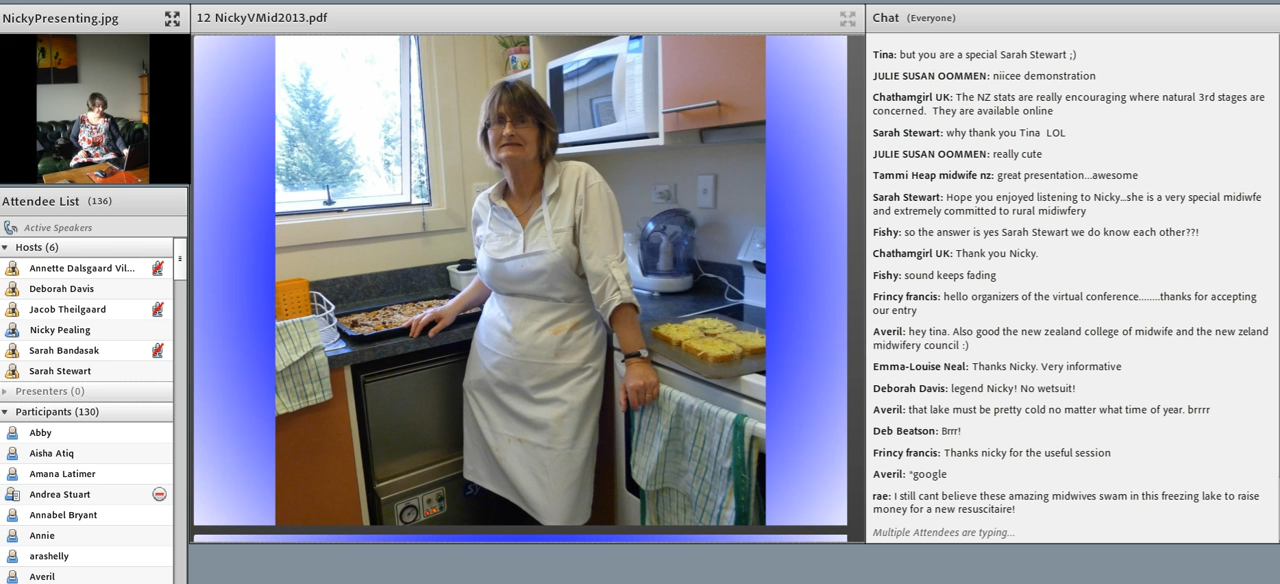 NickyPresenting.jpg
12 NickyVMid2013.pdf
Chat (Everyone)
Attendee List (136)
Active Speakers
Hosts (6)
Annette Dalsgaard Vil...
Deborah Davis
Jacob Theilgaard
Nicky Pealing
Sarah Bandasak
Sarah Stewart
Presenters (0)
Participants (130)
Abby
Aisha Atiq
Amana Latimer
Andrea Stuart
Annabel Bryant
Annie
arashelly
Averil
Tina: but you are a special Sarah Stewart ;)
JULIE SUSAN OOMMEN: niicee demonstration
Chathamgirl UK: The NZ stats are really encouraging where natural 3rd stages are
concerned. They are available online
Sarah Stewart: why thank you Tina LOL
JULIE SUSAN OOMMEN: really cute
Tammi Heap midwife nz: great presentation...awesome
Sarah Stewart: Hope you enjoyed listening to Nicky...she is a very special midiwfe
and extremely committed to rural midiwfery
Fishy: so the answer is yes Sarah Stewart we do know each other??!
Chathamgirl UK: Thank you Nicky.
Fishy: sound keeps fading
Frincy francis: hello organizers of the virtual conference........thanks for accepting
our entry
Averil: hey tina. Also good the new zealand college of midwife and the new zeland
midwifery council :)
Emma-Louise Neal: Thanks Nicky. Very informative
Deborah Davis: legend Nicky! No wetsuit!
Averil: that lake must be pretty cold no matter what time of year. brrrr
Deb Beatson: Brrr!
Frincy francis: Thanks nicky for the useful session
Averil: *google
rae: I still cant believe these amazing midwives swam in this freezing lake to raise
money for a new resuscitaire!
Multiple Attendees are typing...